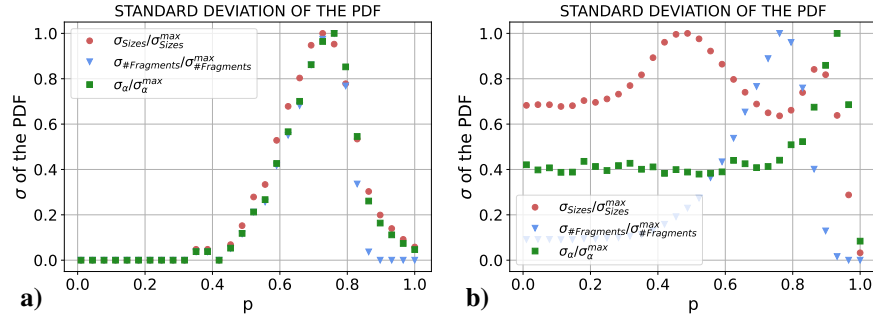 STANDARD DEVIATION OF THE PDF
σ of the PDF
1.0
0.8
0.6
0.4
0.2
0.0
σ_Sizes/σ_Sizes^max
σ_#Fragments/σ_#Fragments^max
σ_α/σ_α^max
0.0 0.2 0.4 0.6 0.8 1.0
p
a)
STANDARD DEVIATION OF THE PDF
σ of the PDF
1.0
0.8
0.6
0.4
0.2
0.0
σ_Sizes/σ_Sizes^max
σ_#Fragments/σ_#Fragments^max
σ_α/σ_α^max
0.0 0.2 0.4 0.6 0.8 1.0
p
b)